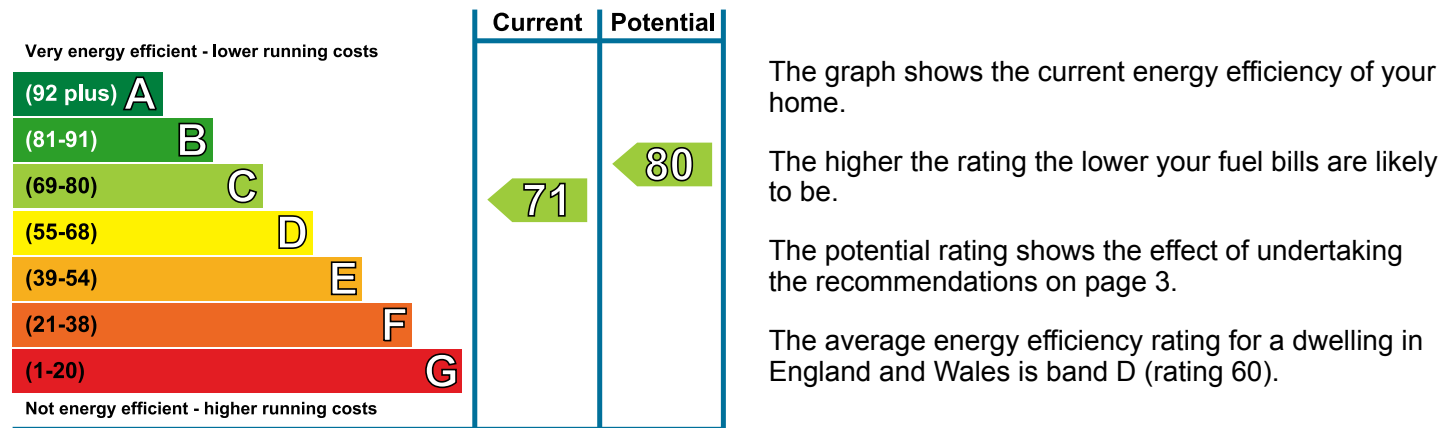 Current Potential
Very energy efficient - lower running costs
(92 plus) A
(81-91) B
(69-80) C
(55-68) D
(39-54) E
(21-38) F
(1-20) G
Not energy efficient - higher running costs
71
80
The graph shows the current energy efficiency of your
home.
The higher the rating the lower your fuel bills are likely
to be.
The potential rating shows the effect of undertaking
the recommendations on page 3.
The average energy efficiency rating for a dwelling in
England and Wales is band D (rating 60).